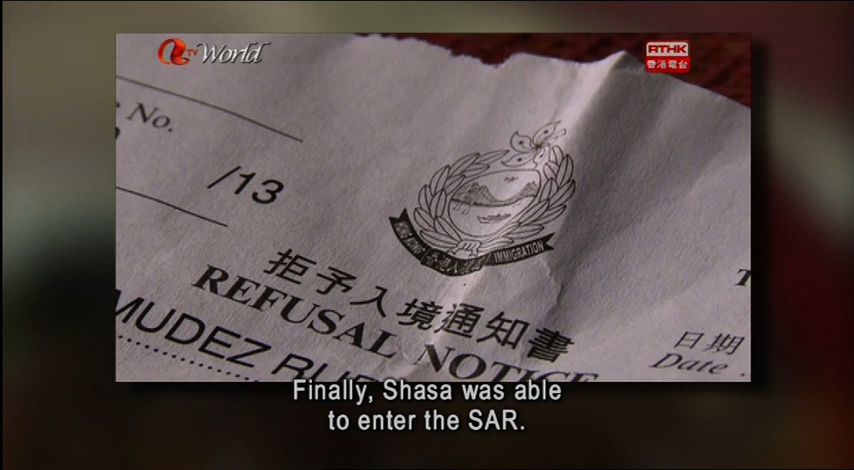 TV World
RTHK
香港電台
No.
/13
IMMIGRATION
拒予入境通知書
REFUSAL NOTICE
MUDEZ
日期
Date
Finally, Shasa was able
to enter the SAR.